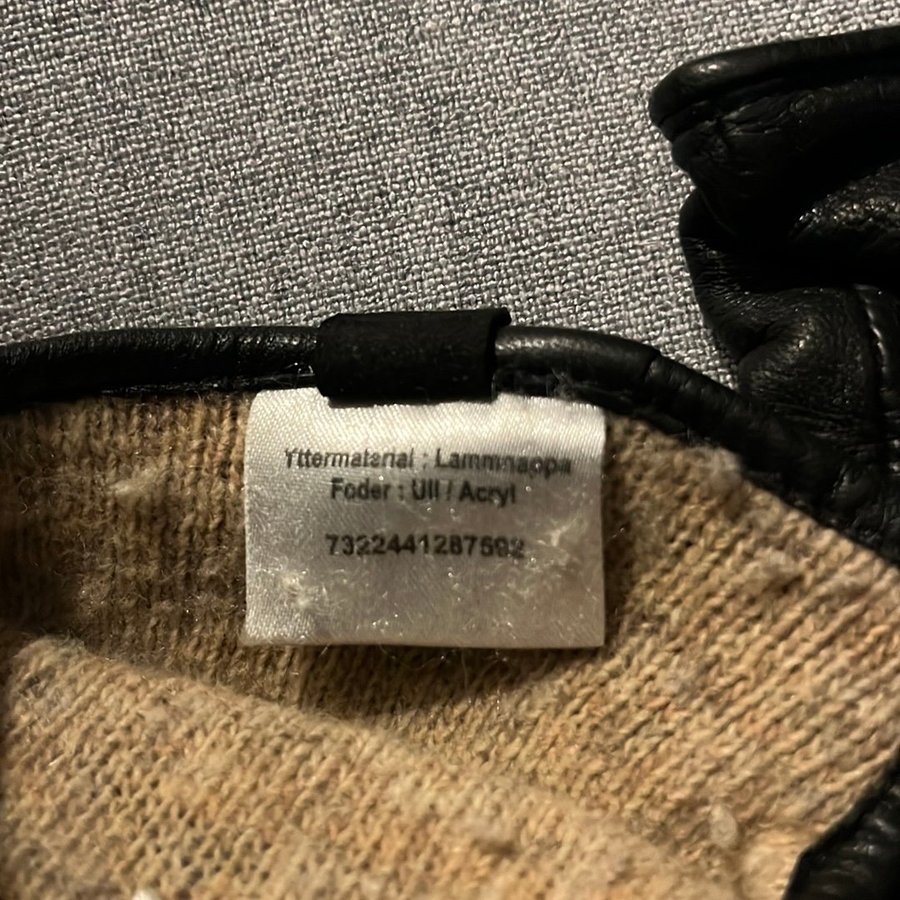 Yttermaterial : Lammnappa
Foder : Ull / Acryl
7322441287592